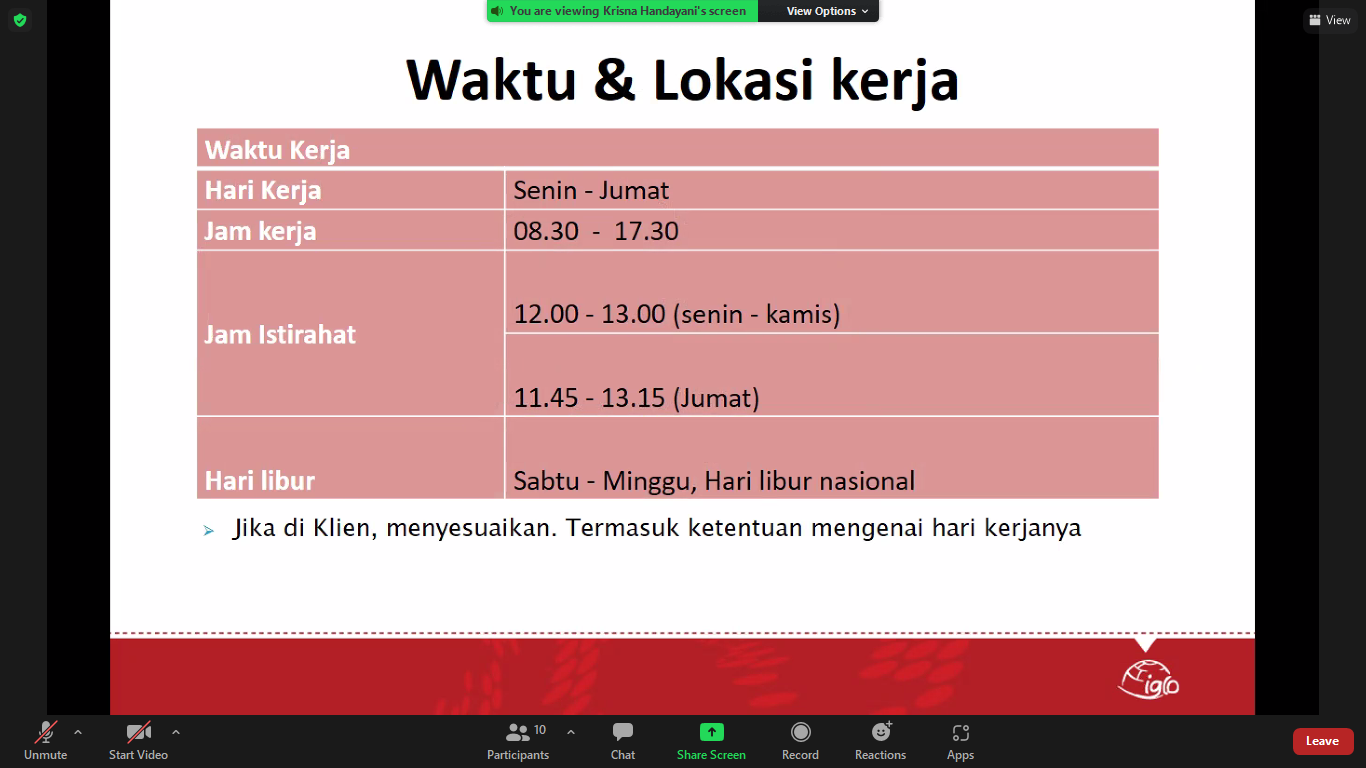 You are viewing Krisna Handayani's screen
View Options
View
Waktu & Lokasi kerja
Waktu Kerja
Hari Kerja
Senin - Jumat
Jam kerja
08.30 - 17.30
Jam Istirahat
12.00 - 13.00 (senin - kamis)
11.45 - 13.15 (Jumat)
Hari libur
Sabtu - Minggu, Hari libur nasional
Jika di Klien, menyesuaikan. Termasuk ketentuan mengenai hari kerjanya
iglo
Unmute
Start Video
Participants
10
Chat
Share Screen
Record
Reactions
Apps
Leave